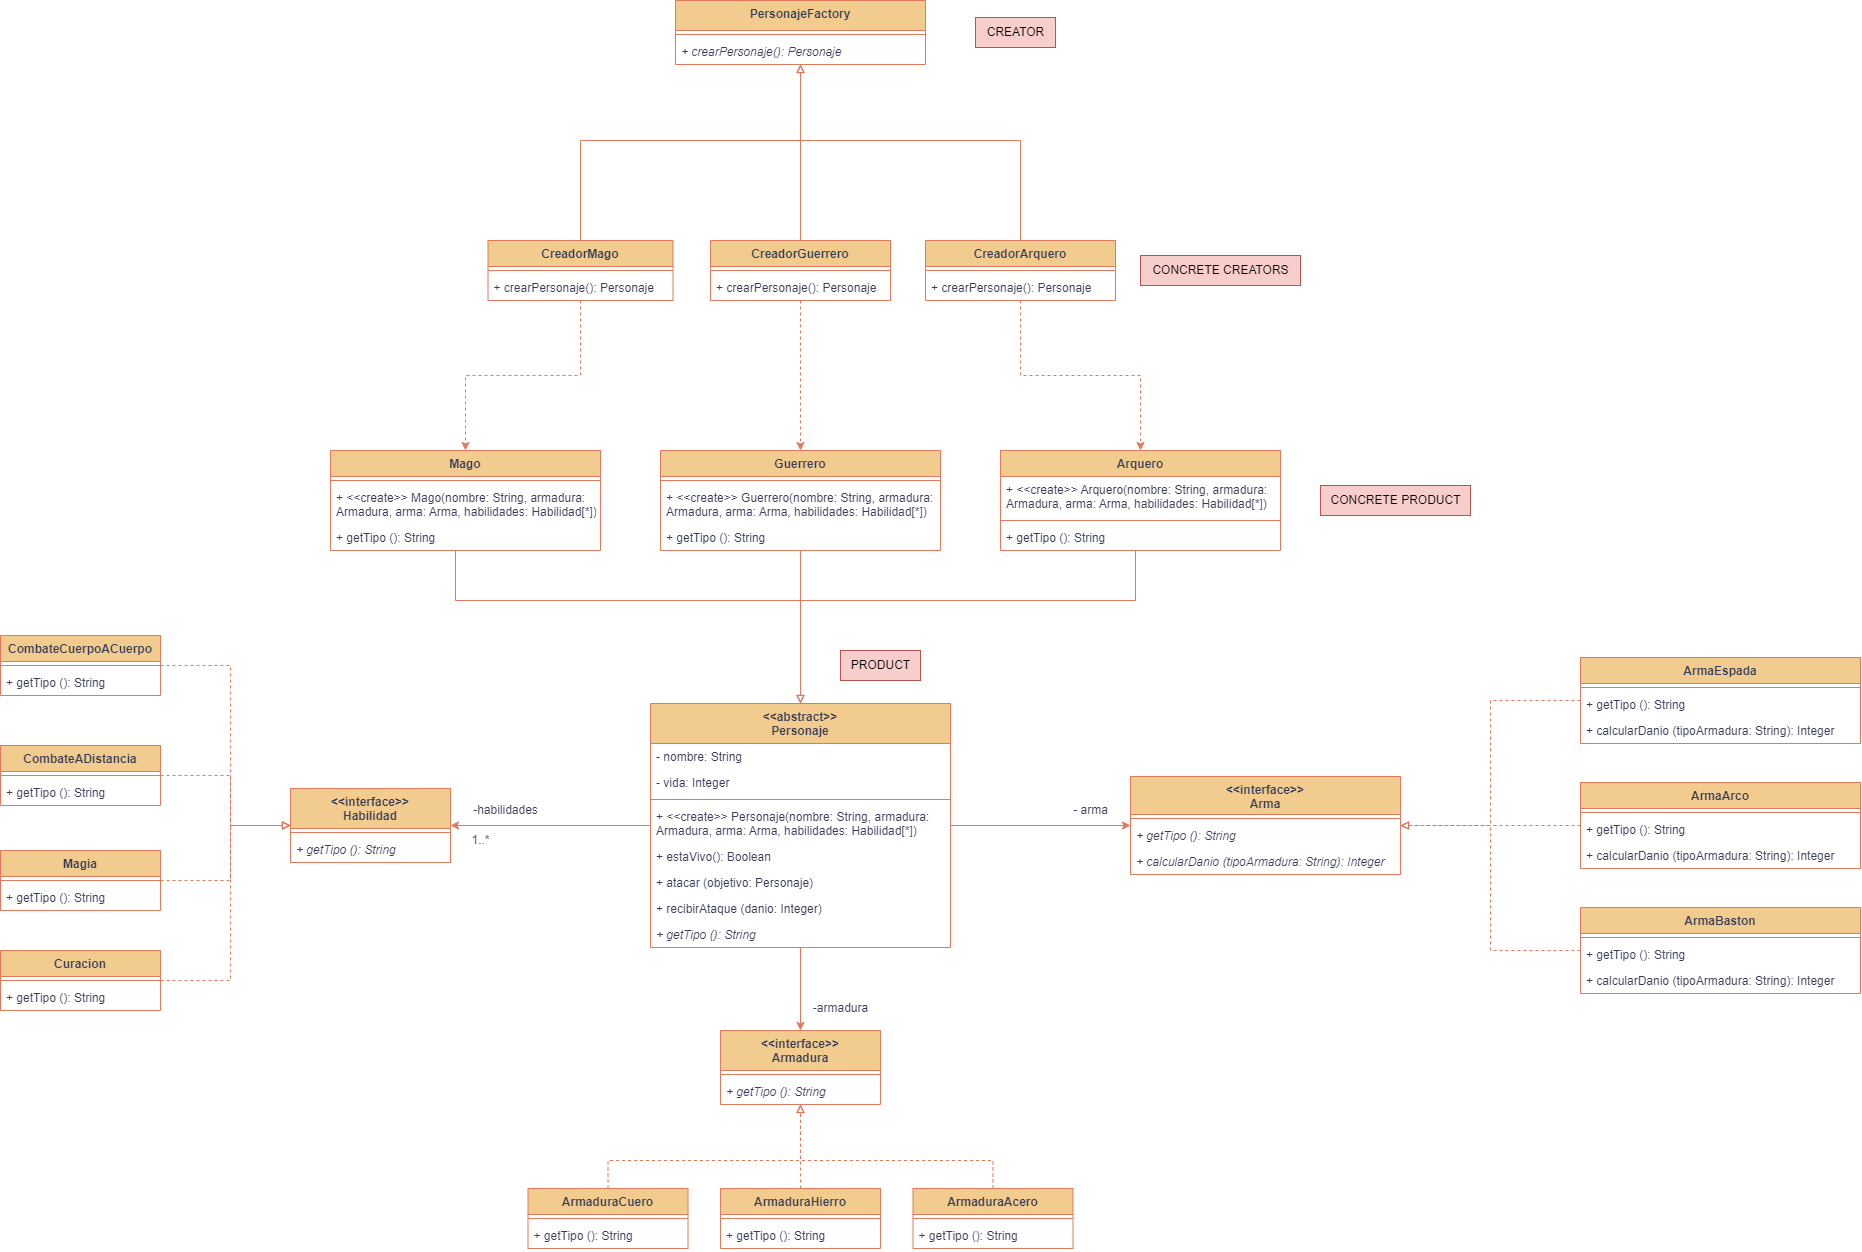 PersonajeFactory
+ crearPersonaje(): Personaje
CREATOR
CreadorMago
+ crearPersonaje(): Personaje
CreadorGuerrero
+ crearPersonaje(): Personaje
CreadorArquero
+ crearPersonaje(): Personaje
CONCRETE CREATORS
Mago
+ <<create>> Mago(nombre: String, armadura:
Armadura, arma: Arma, habilidades: Habilidad[*])
+ getTipo (): String
Guerrero
+ <<create>> Guerrero(nombre: String, armadura:
Armadura, arma: Arma, habilidades: Habilidad[*])
+ getTipo (): String
Arquero
+ <<create>> Arquero(nombre: String, armadura:
Armadura, arma: Arma, habilidades: Habilidad[*])
+ getTipo (): String
CONCRETE PRODUCT
PRODUCT
CombateCuerpoACuerpo
+ getTipo (): String
CombateADistancia
+ getTipo (): String
Magia
+ getTipo (): String
Curacion
+ getTipo (): String
<<interface>>
Habilidad
+ getTipo (): String
-habilidades
1..*
<<abstract>>
Personaje
- nombre: String
- vida: Integer
+ <<create>> Personaje(nombre: String, armadura:
Armadura, arma: Arma, habilidades: Habilidad[*])
+ estaVivo(): Boolean
+ atacar (objetivo: Personaje)
+ recibirAtaque (danio: Integer)
+ getTipo (): String
- arma
<<interface>>
Arma
+ getTipo (): String
+ calcularDanio (tipoArmadura: String): Integer
ArmaEspada
+ getTipo (): String
+ calcularDanio (tipoArmadura: String): Integer
ArmaArco
+ getTipo (): String
+ calcularDanio (tipoArmadura: String): Integer
ArmaBaston
+ getTipo (): String
+ calcularDanio (tipoArmadura: String): Integer
-armadura
<<interface>>
Armadura
+ getTipo (): String
ArmaduraCuero
+ getTipo (): String
ArmaduraHierro
+ getTipo (): String
ArmaduraAcero
+ getTipo (): String